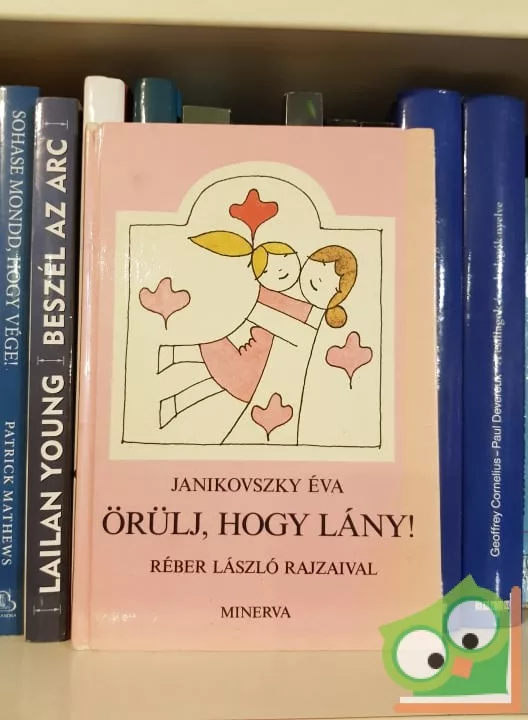 SOHASE MONDD, HOGY VÉGE!
PATRICK MATHEWS
LAILAN YOUNG | BESZÉL AZ ARC
JANIKOVSZKY ÉVA
ÖRÜLJ, HOGY LÁNY!
RÉBER LÁSZLÓ RAJZAIVAL
MINERVA
Geoffrey Cornelius – Paul Devereux